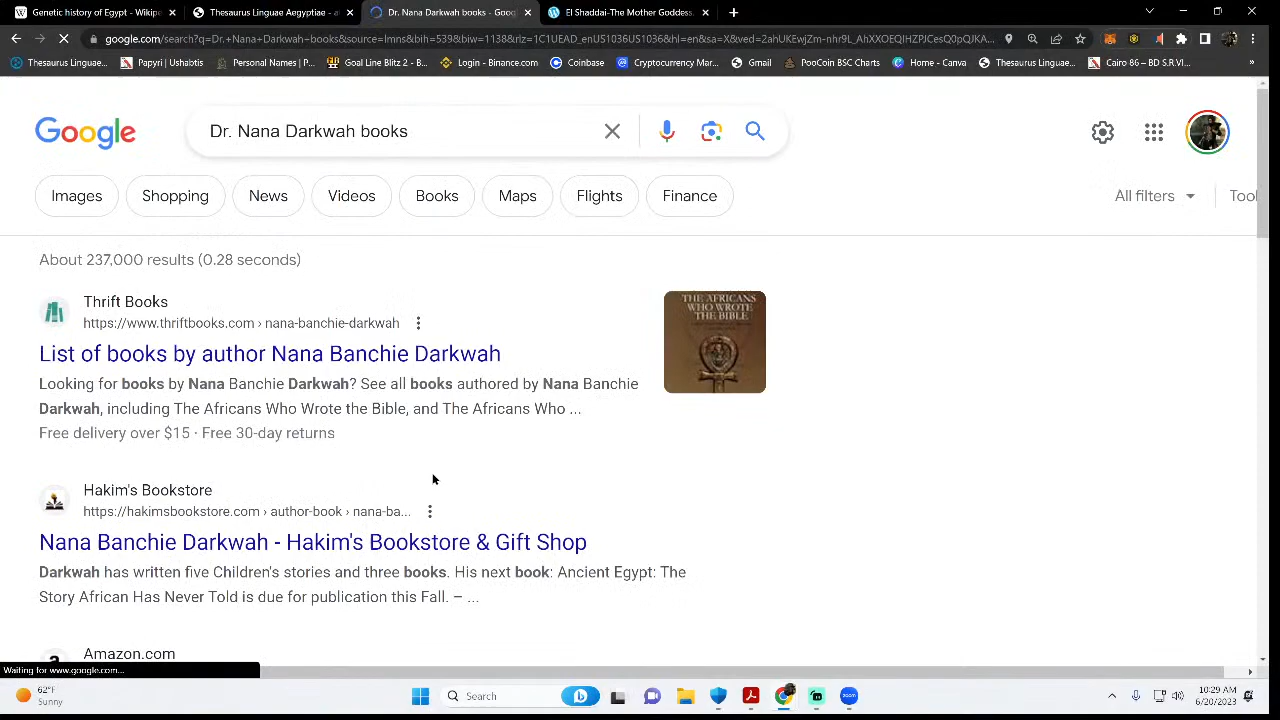 Genetic history of Egypt - Wikipe
Thesaurus Linguae Aegyptiae - a
Dr. Nana Darkwah books - Goog
El Shaddai-The Mother Goddess.
google.com/search?q=Dr.+Nana+Darkwah+books&source=lmns&bih=539&biw=1138&rlz=1C1UEAD_enUS1036US1036&hl=en&sa=X&ved=2ahUKEwjZm-nhr9L_AhXXOEQIHZPJCesQ0pQJKA...
Thesaurus Linguae...
Papyri | Ushabtis
Personal Names | P...
Goal Line Blitz 2 - B...
Login - Binance.com
Coinbase
Cryptocurrency Mar...
Gmail
PooCoin BSC Charts
Home - Canva
Thesaurus Linguae...
Cairo 86 – BD S.R.VI...
Google
Dr. Nana Darkwah books
Images
Shopping
News
Videos
Books
Maps
Flights
Finance
All filters
Tool
About 237,000 results (0.28 seconds)
Thrift Books
https://www.thriftbooks.com › nana-banchie-darkwah
List of books by author Nana Banchie Darkwah
Looking for books by Nana Banchie Darkwah? See all books authored by Nana Banchie
Darkwah, including The Africans Who Wrote the Bible, and The Africans Who ...
Free delivery over $15 · Free 30-day returns
THE AFRICANS
WHO WROTE
THE BIBLE
Hakim's Bookstore
https://hakimsbookstore.com › author-book › nana-ba...
Nana Banchie Darkwah - Hakim's Bookstore & Gift Shop
Darkwah has written five Children's stories and three books. His next book: Ancient Egypt: The
Story African Has Never Told is due for publication this Fall. – ...
Amazon.com
Waiting for www.google.com...
62°F
Sunny
Search
10:29 AM
6/20/2023